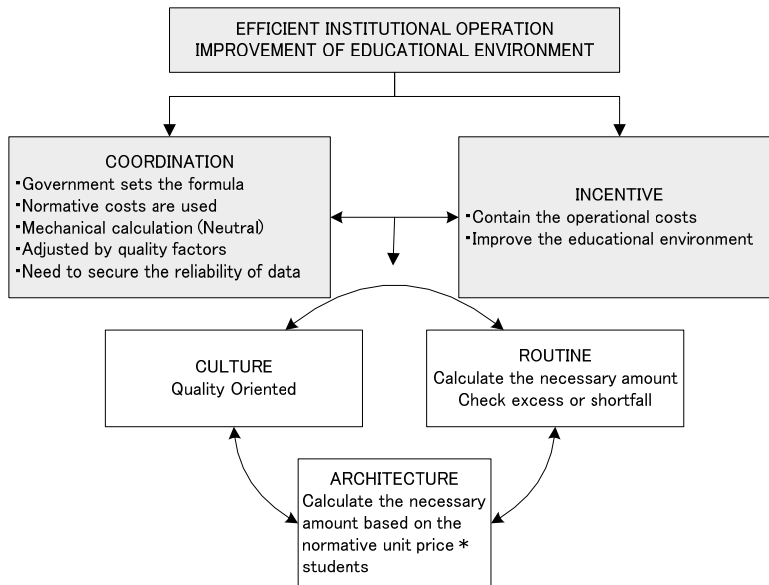 EFFICIENT INSTITUTIONAL OPERATION
IMPROVEMENT OF EDUCATIONAL ENVIRONMENT
COORDINATION
・Government sets the formula
・Normative costs are used
・Mechanical calculation (Neutral)
・Adjusted by quality factors
・Need to secure the reliability of data
INCENTIVE
・Contain the operational costs
・Improve the educational environment
CULTURE
Quality Oriented
ROUTINE
Calculate the necessary amount
Check excess or shortfall
ARCHITECTURE
Calculate the necessary
amount based on the
normative unit price *
students